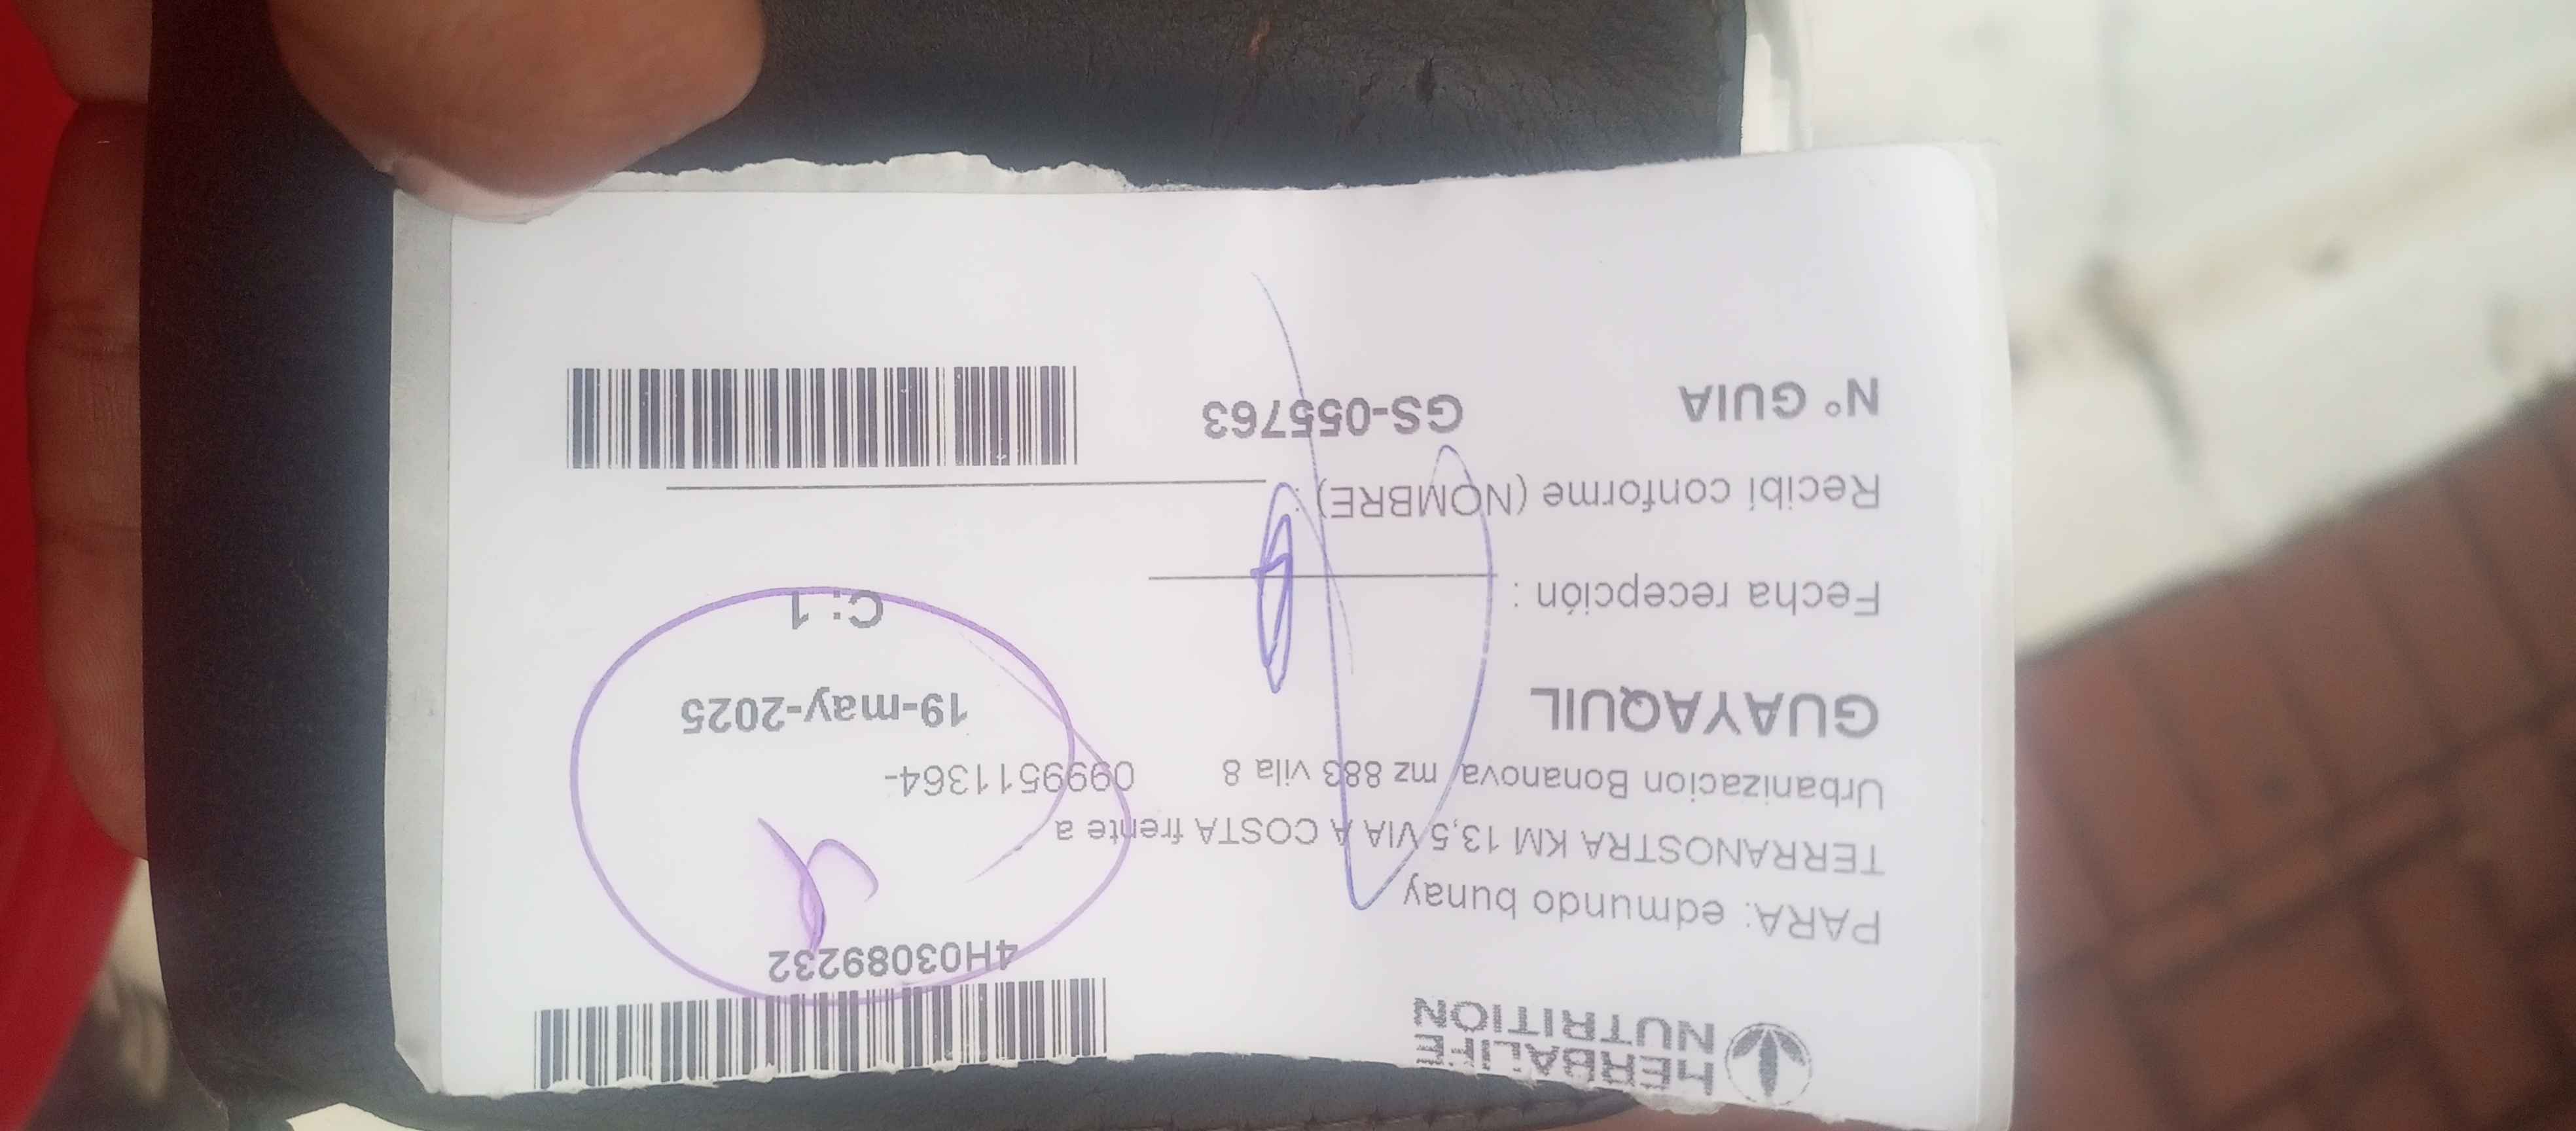 HERBALIFE
NUTRITION
4H03089232
PARA: edmundo bunay
TERRANOSTRA KM 13,5 VIA A COSTA frente a
Urbanizacion Bonanova, mz 883 vila 8 0999511364-
GUAYAQUIL 19-may-2025
C: 1
Fecha recepción :
Recibí conforme (NOMBRE) :
N° GUIA GS-055763